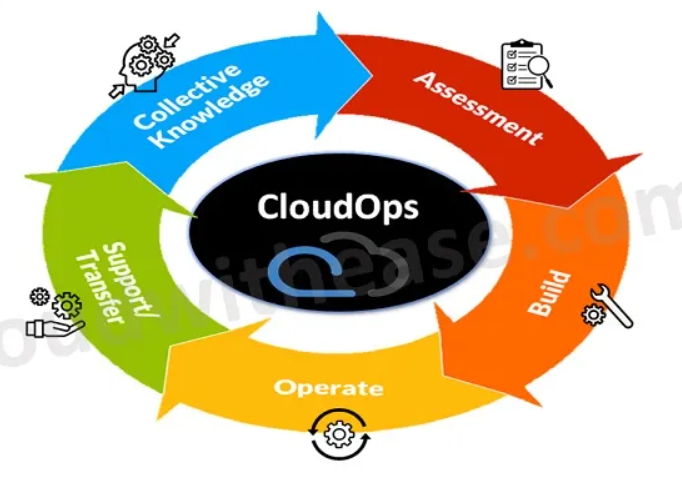 Collective
Knowledge
Assessment
CloudOps
Support/
Transfer
Build
Operate